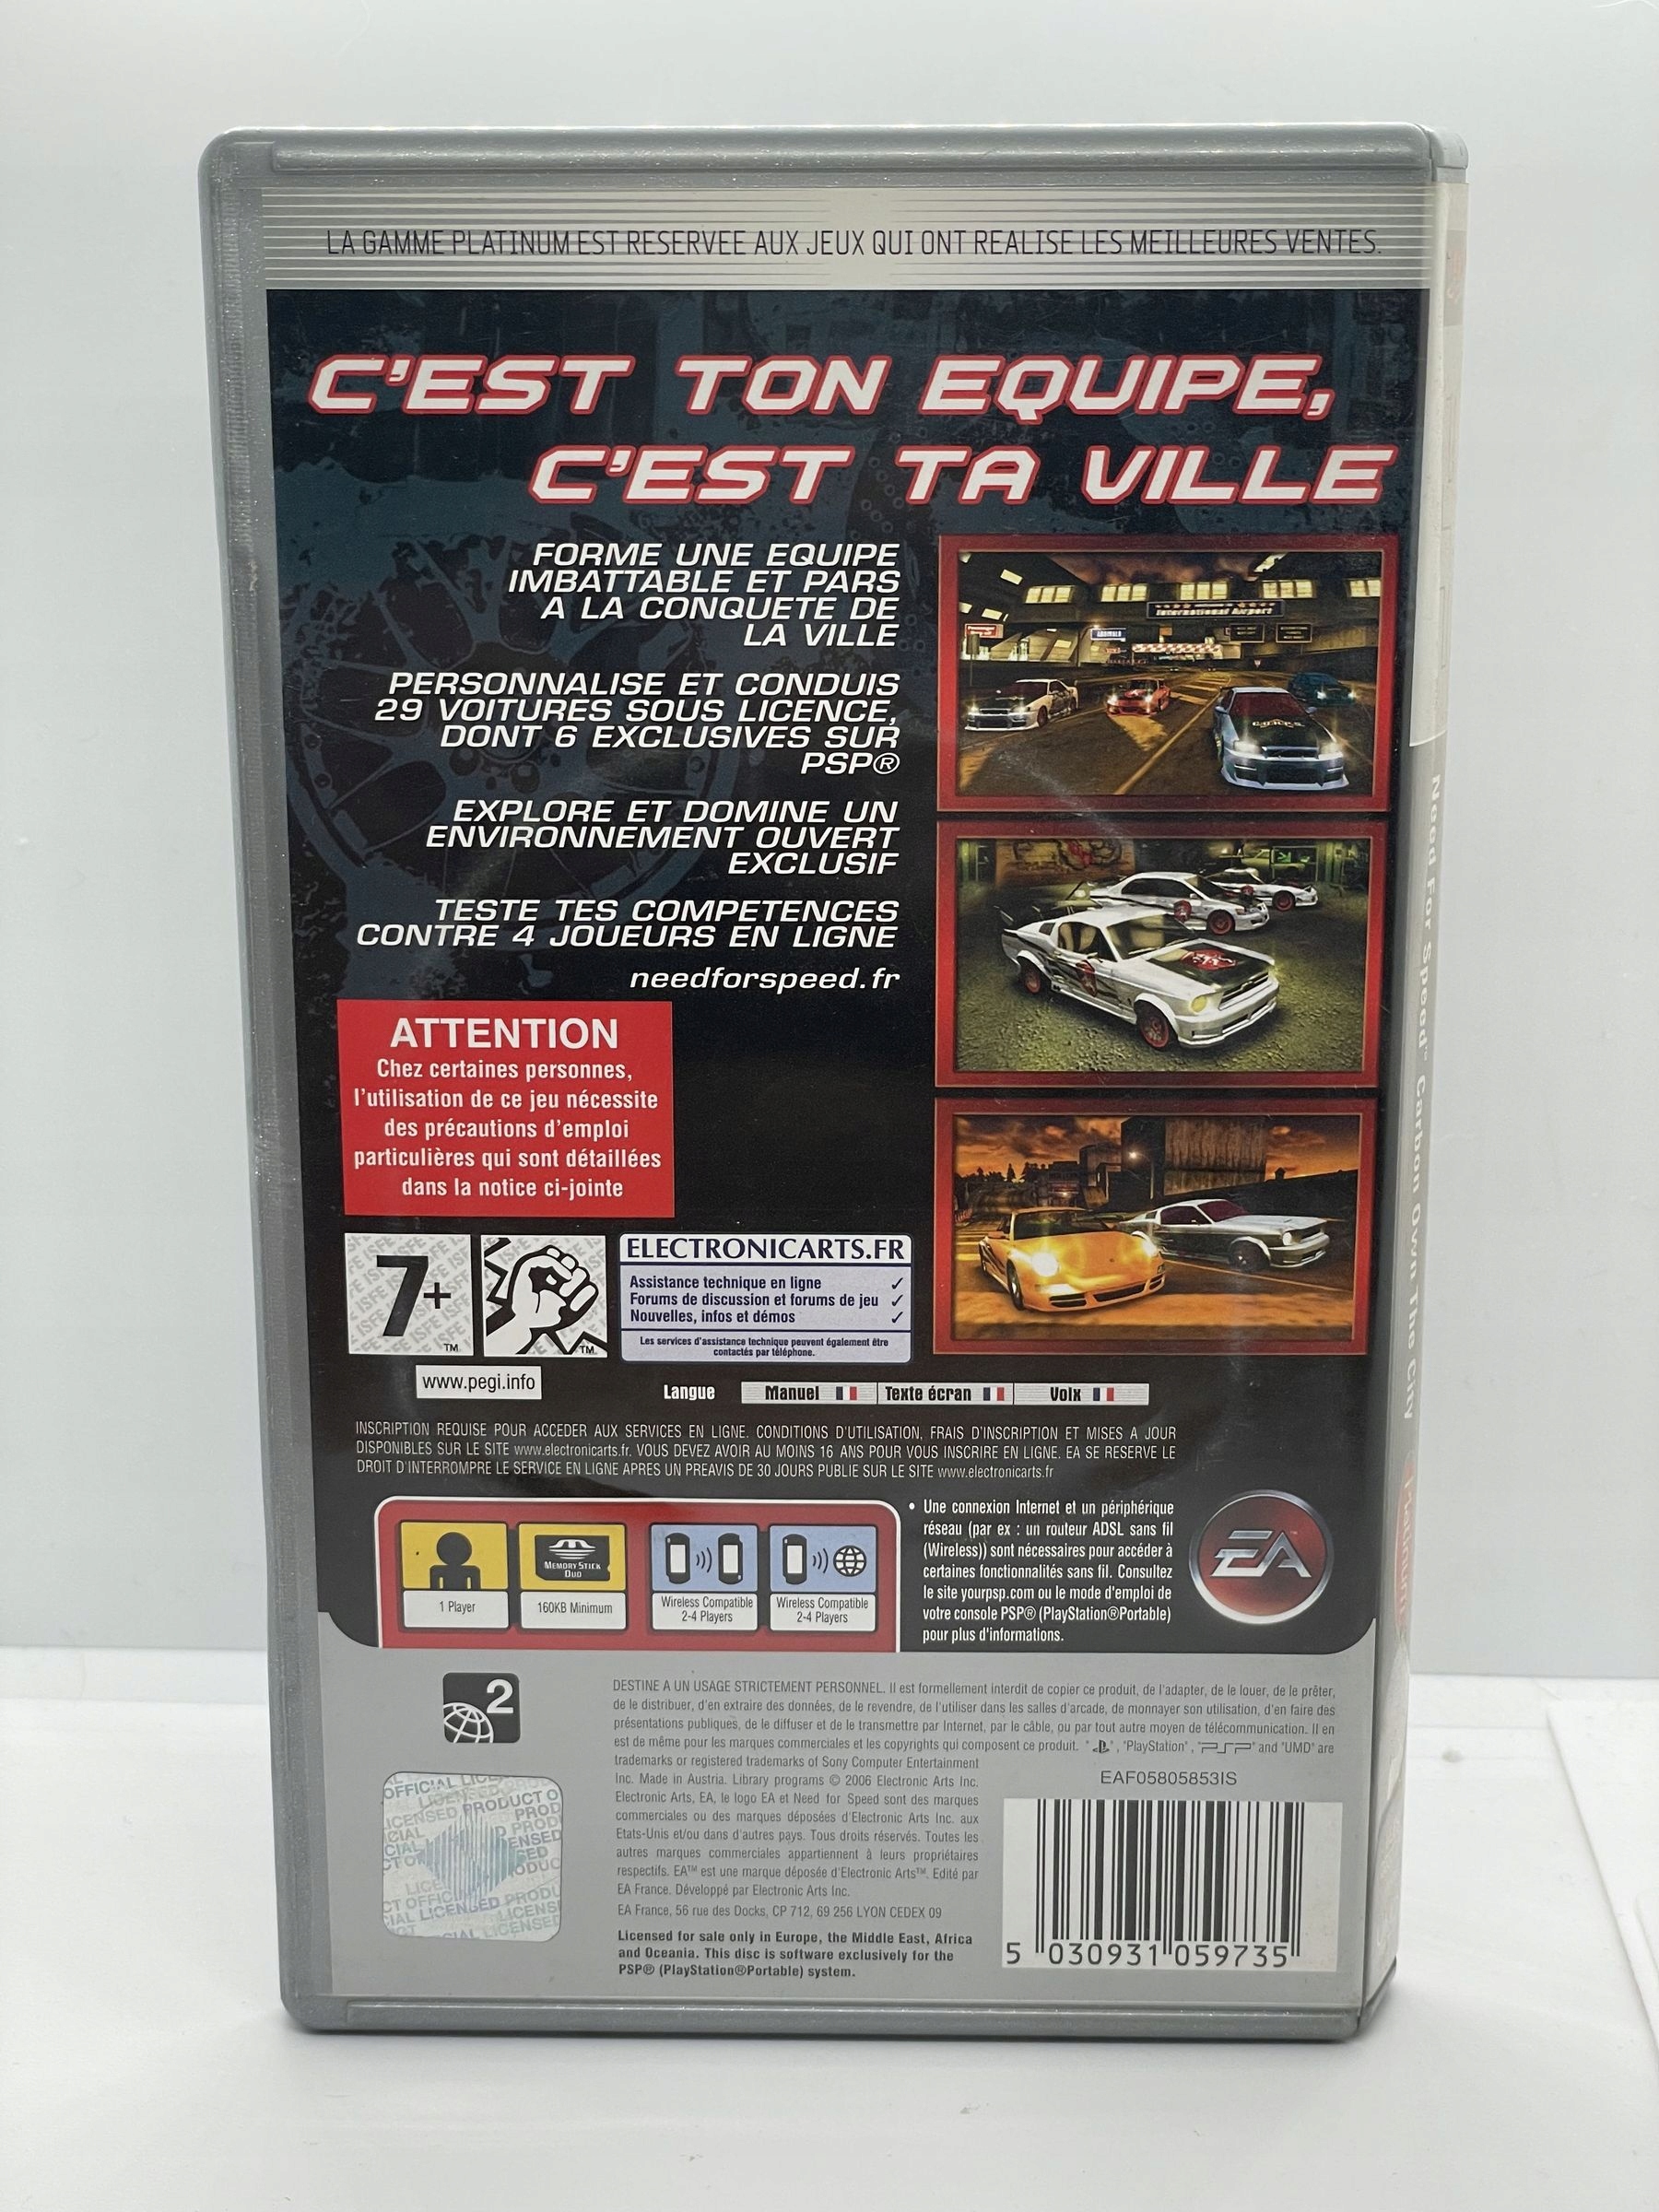 LA GAMME PLATINUM EST RESERVEE AUX JEUX QUI ONT REALISE LES MEILLEURES VENTES.
C'EST TON EQUIPE,
C'EST TA VILLE
FORME UNE EQUIPE
IMBATTABLE ET PARS
A LA CONQUETE DE
LA VILLE
PERSONNALISE ET CONDUIS
29 VOITURES SOUS LICENCE,
DONT 6 EXCLUSIVES SUR
PSP®
EXPLORE ET DOMINE UN
ENVIRONNEMENT OUVERT
EXCLUSIF
TESTE TES COMPETENCES
CONTRE 4 JOUEURS EN LIGNE
needforspeed.fr
International Airport
ATTENTION
Chez certaines personnes,
l'utilisation de ce jeu nécessite
des précautions d'emploi
particulières qui sont détaillées
dans la notice ci-jointe
7+
TM
TM
www.pegi.info
ELECTRONICARTS.FR
Assistance technique en ligne ✓
Forums de discussion et forums de jeu ✓
Nouvelles, infos et démos ✓
Les services d'assistance technique peuvent également être
contactés par téléphone.
Langue Manuel Texte écran Voix
INSCRIPTION REQUISE POUR ACCEDER AUX SERVICES EN LIGNE. CONDITIONS D'UTILISATION, FRAIS D'INSCRIPTION ET MISES A JOUR
DISPONIBLES SUR LE SITE www.electronicarts.fr. VOUS DEVEZ AVOIR AU MOINS 16 ANS POUR VOUS INSCRIRE EN LIGNE. EA SE RESERVE LE
DROIT D'INTERROMPRE LE SERVICE EN LIGNE APRES UN PREAVIS DE 30 JOURS PUBLIE SUR LE SITE www.electronicarts.fr
MEMORY STICK
DUO
1 Player
160KB Minimum
Wireless Compatible
2-4 Players
Wireless Compatible
2-4 Players
• Une connexion Internet et un périphérique
réseau (par ex : un routeur ADSL sans fil
(Wireless)) sont nécessaires pour accéder à
certaines fonctionnalités sans fil. Consultez
le site yourpsp.com ou le mode d'emploi de
votre console PSP® (PlayStation®Portable)
pour plus d'informations.
EA
2
DESTINE A UN USAGE STRICTEMENT PERSONNEL. Il est formellement interdit de copier ce produit, de l'adapter, de le louer, de le prêter,
de le distribuer, d'en extraire des données, de le revendre, de l'utiliser dans les salles d'arcade, de monnayer son utilisation, d'en faire des
présentations publiques, de le diffuser et de le transmettre par Internet, par le câble, ou par tout autre moyen de télécommunication. Il en
est de même pour les marques commerciales et les copyrights qui composent ce produit. " ", "PlayStation", "PSP" and "UMD" are
trademarks or registered trademarks of Sony Computer Entertainment
Inc. Made in Austria. Library programs © 2006 Electronic Arts Inc.
Electronic Arts, EA, le logo EA et Need for Speed sont des marques
commerciales ou des marques déposées d'Electronic Arts Inc. aux
Etats-Unis et/ou dans d'autres pays. Tous droits réservés. Toutes les
autres marques commerciales appartiennent à leurs propriétaires
respectifs. EA™ est une marque déposée d'Electronic Arts™. Edité par
EA France. Développé par Electronic Arts Inc.
EA France, 56 rue des Docks, CP 712, 69 256 LYON CEDEX 09
Licensed for sale only in Europe, the Middle East, Africa
and Oceania. This disc is software exclusively for the
PSP® (PlayStation®Portable) system.
EAF05805853IS
5 030931 059735
OFFICIAL LICENSED PRODUCT
Need For Speed™ Carbon Own The City
Platinum